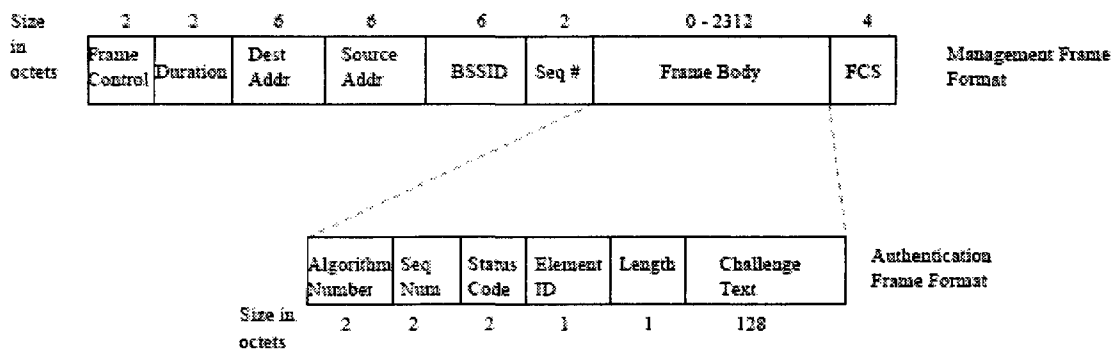 Size in octets
2 2 6 6 6 2 0 - 2312 4
Frame Control
Duration
Dest Addr
Source Addr
BSSID
Seq #
Frame Body
FCS
Management Frame Format
Algorithm Number
Seq Num
Status Code
Element ID
Length
Challenge Text
Authentication Frame Format
Size in octets
2 2 2 1 1 128